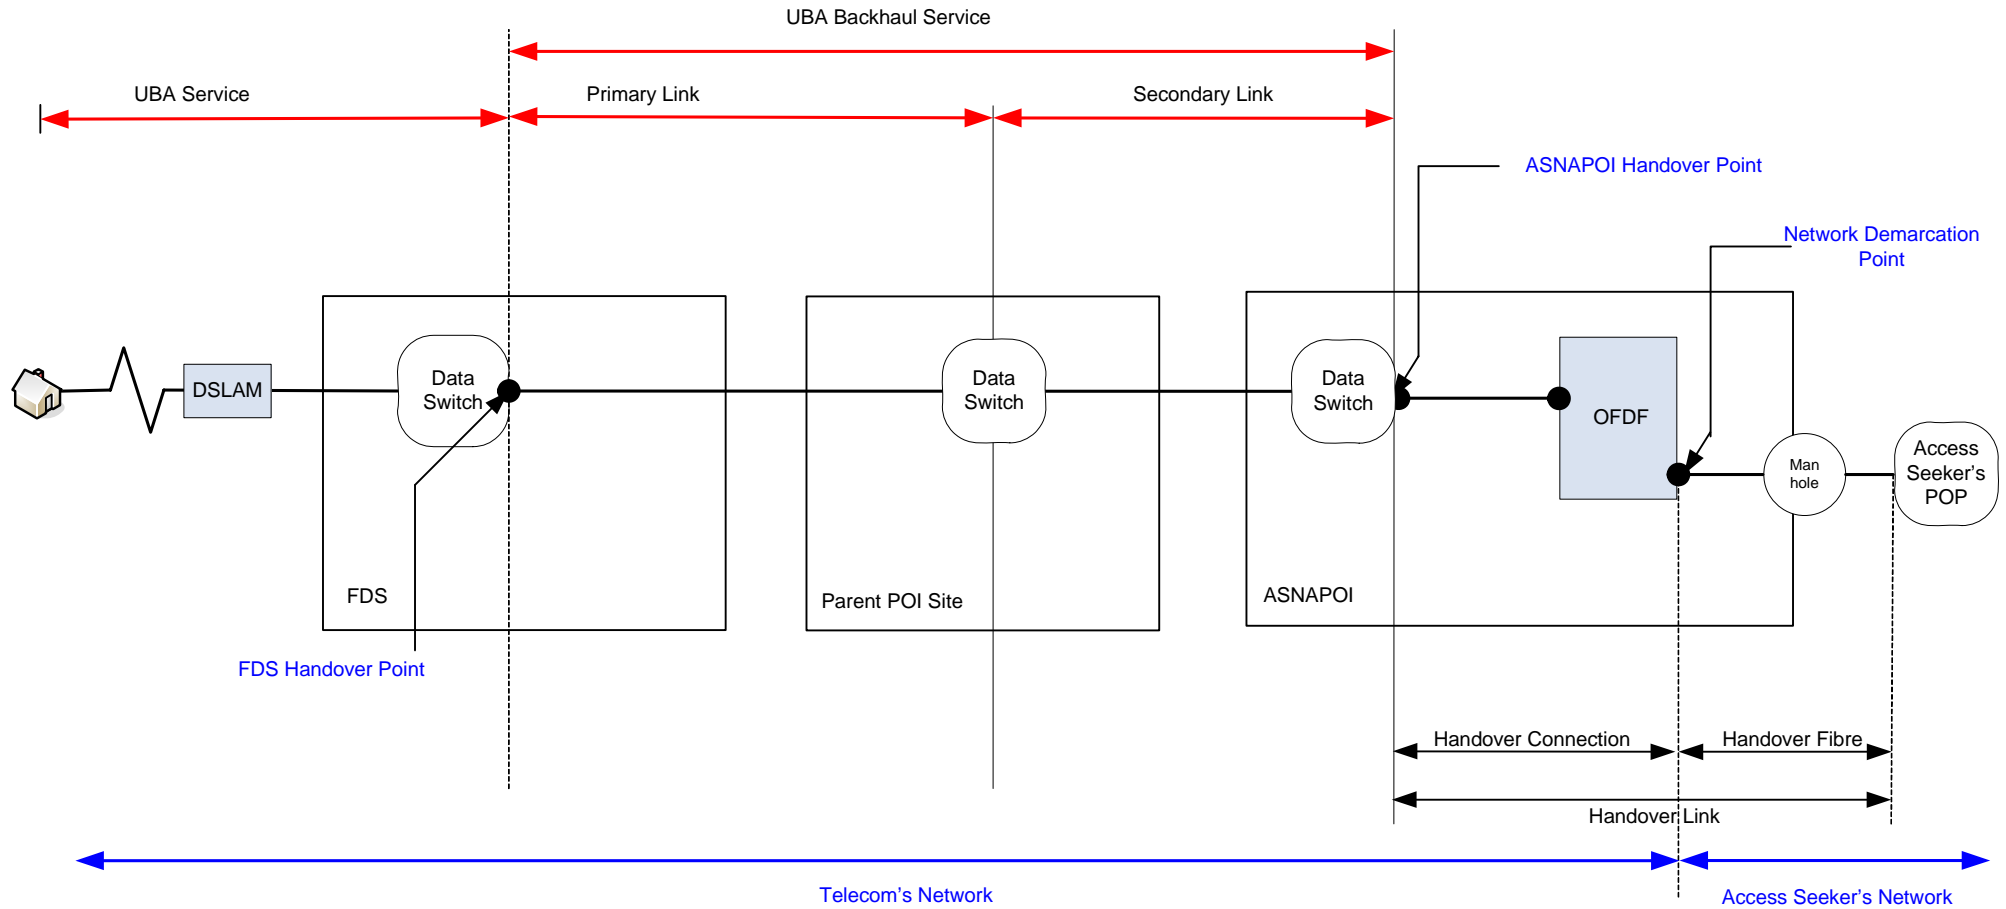 UBA Backhaul Service
UBA Service
Primary Link
Secondary Link
ASNAPOI Handover Point
Network Demarcation
Point
DSLAM
Data
Switch
Data
Switch
Data
Switch
OFDF
Man
hole
Access
Seeker's
POP
FDS
Parent POI Site
ASNAPOI
FDS Handover Point
Handover Connection
Handover Fibre
Handover Link
Telecom's Network
Access Seeker's Network